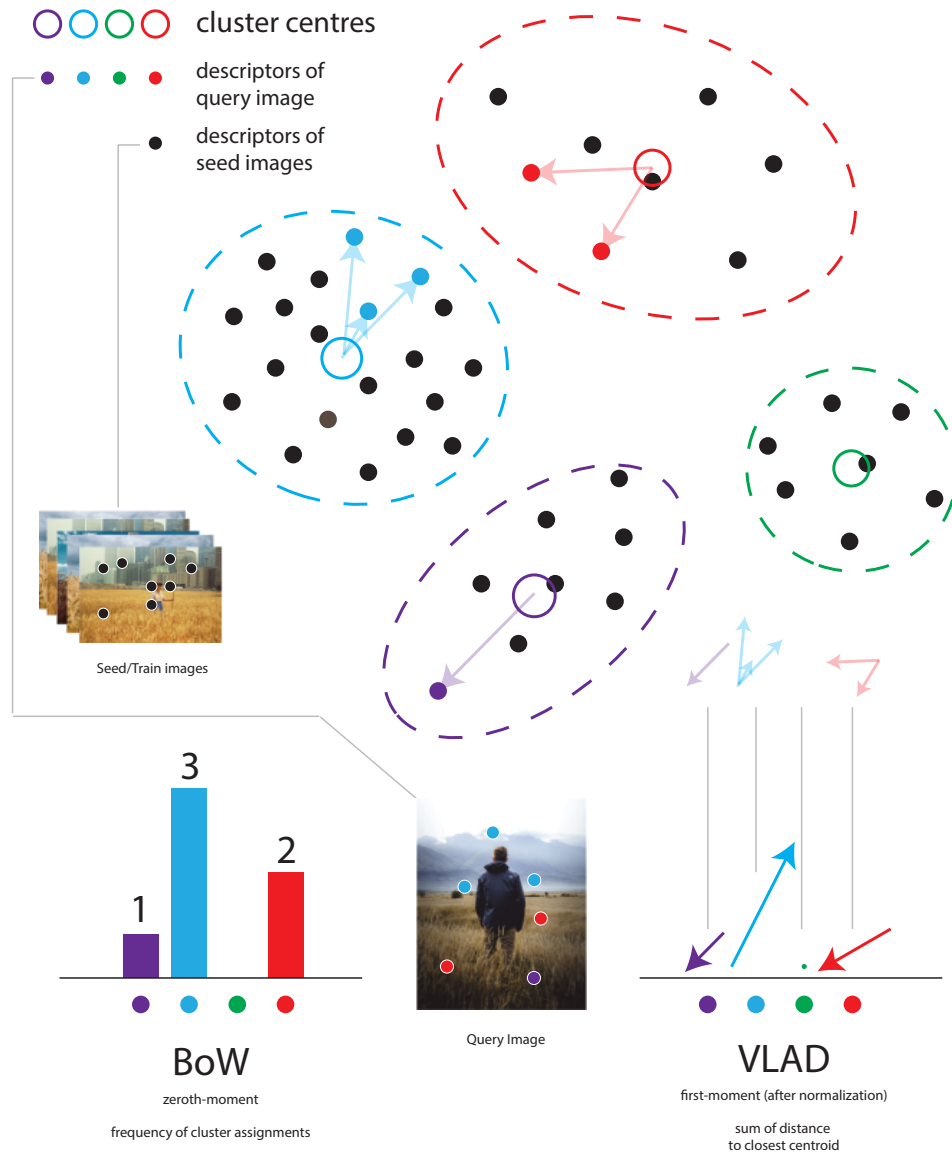 cluster centres
descriptors of
query image
descriptors of
seed images
Seed/Train images
3
2
1
Query Image
BoW
zeroth-moment
frequency of cluster assignments
VLAD
first-moment (after normalization)
sum of distance
to closest centroid